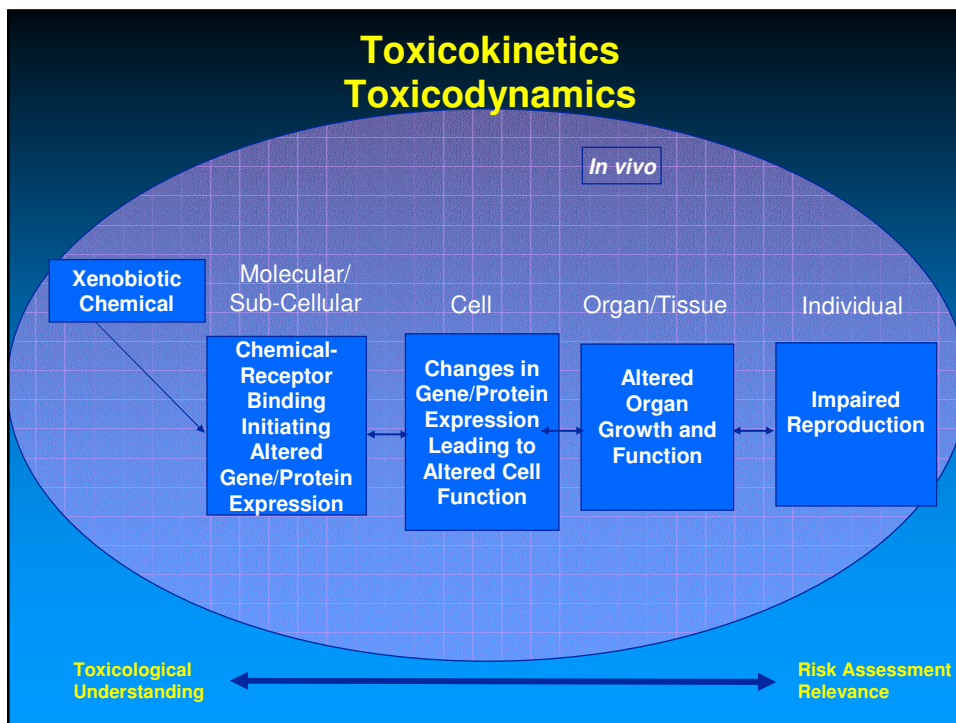 Toxicokinetics
Toxicodynamics
In vivo
Xenobiotic
Chemical
Molecular/
Sub-Cellular
Cell
Organ/Tissue
Individual
Chemical-
Receptor
Binding
Initiating
Altered
Gene/Protein
Expression
Changes in
Gene/Protein
Expression
Leading to
Altered Cell
Function
Altered
Organ
Growth and
Function
Impaired
Reproduction
Toxicological
Understanding
Risk Assessment
Relevance